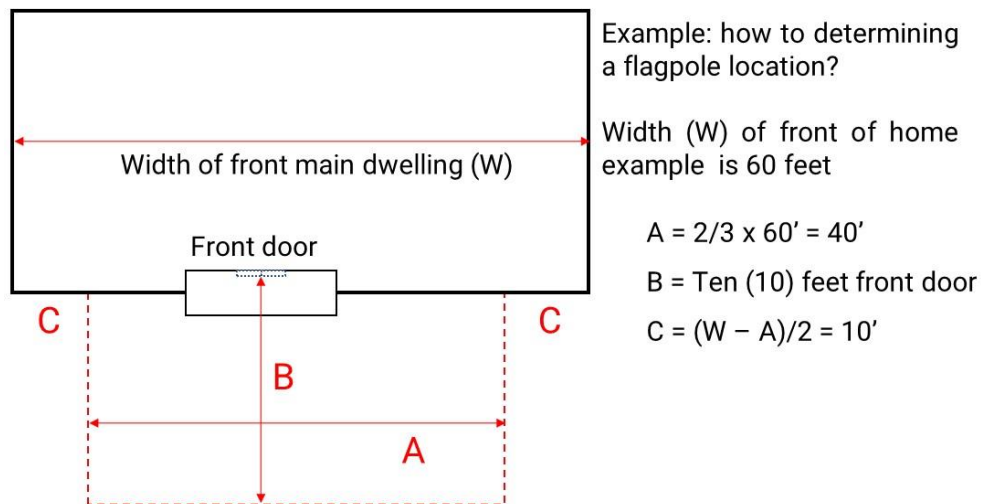 Example: how to determining
a flagpole location?
Width (W) of front of home
example is 60 feet
Width of front main dwelling (W)
A = 2/3 x 60’ = 40’
Front door
B = Ten (10) feet front door
C
C
C = (W – A)/2 = 10’
B
A